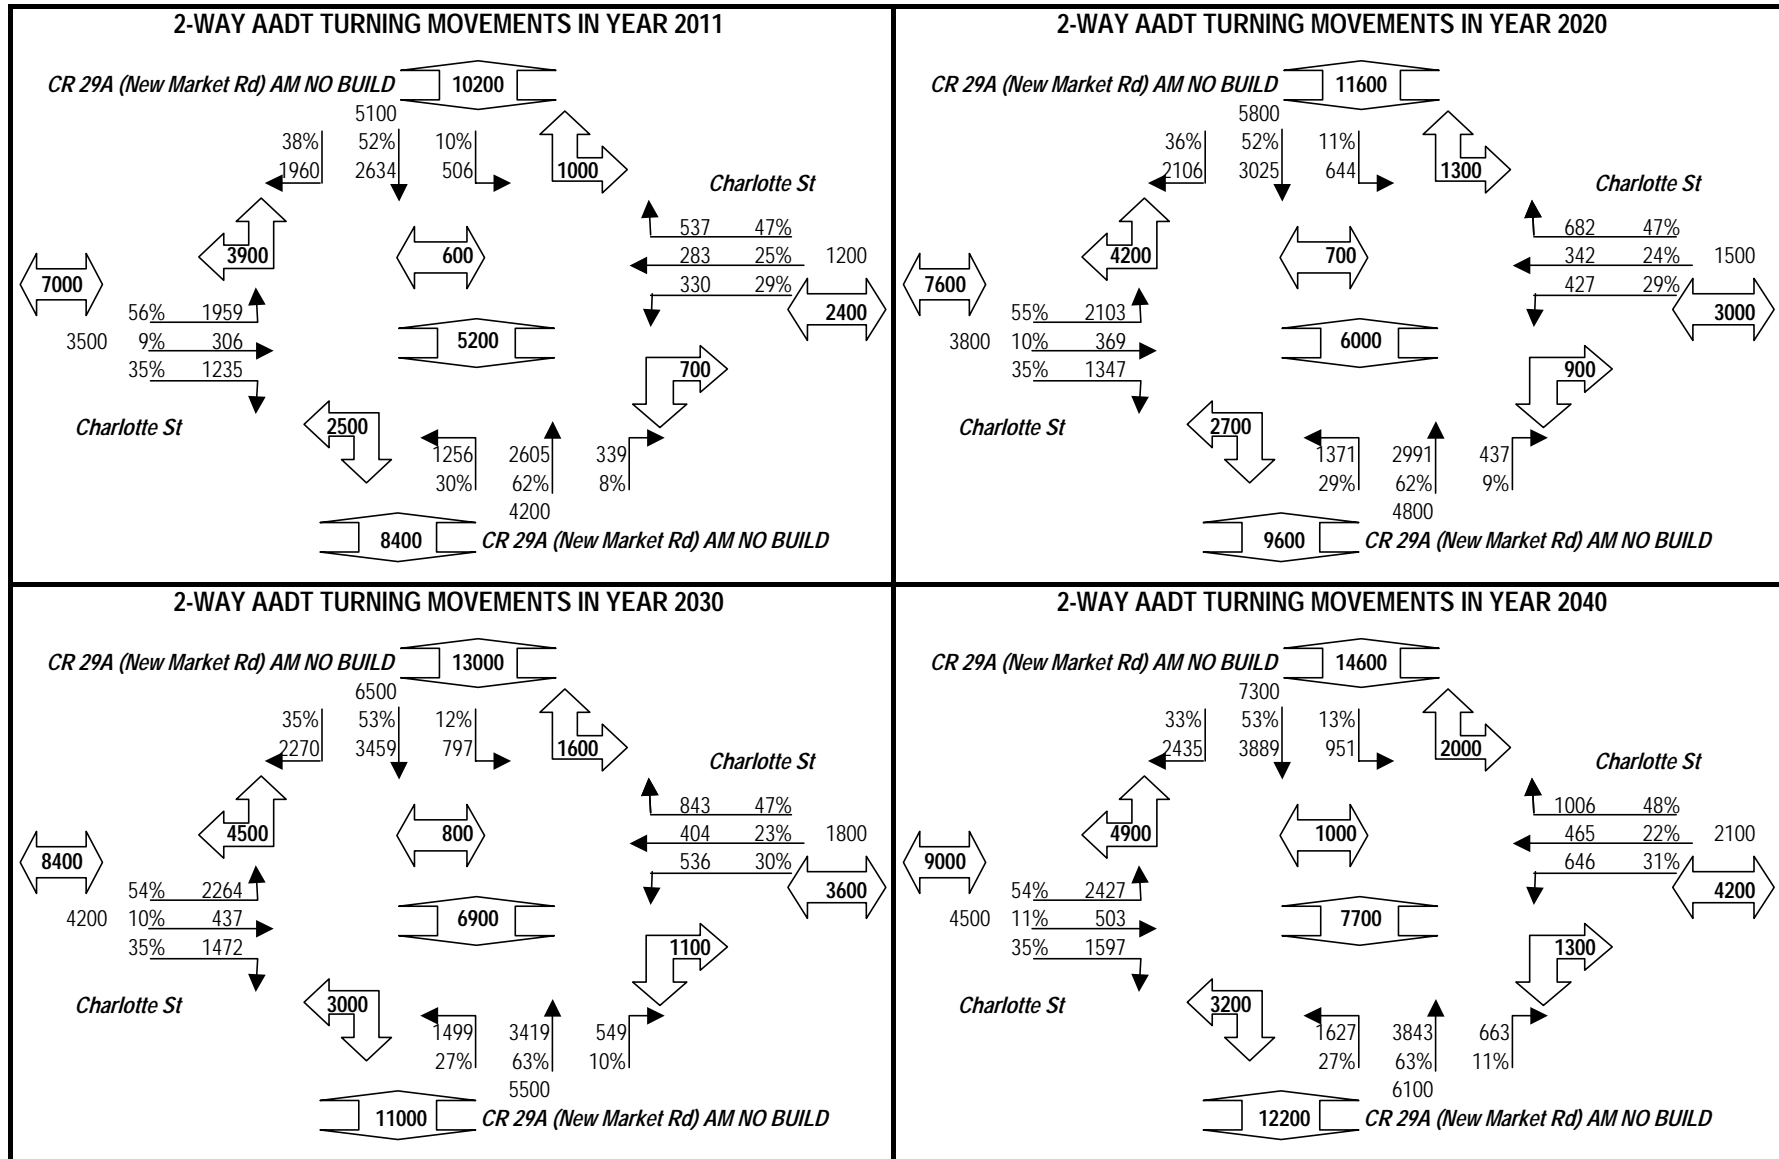 2-WAY AADT TURNING MOVEMENTS IN YEAR 2011
CR 29A (New Market Rd) AM NO BUILD 10200
5100
38% 52% 10%
1960 2634 506 1000
Charlotte St
537 47%
3900 600 283 25% 1200
7000 330 29%
56% 1959 2400
3500 9% 306 5200
35% 1235 700
Charlotte St 2500
1256 2605 339
30% 62% 8%
4200
8400 CR 29A (New Market Rd) AM NO BUILD
2-WAY AADT TURNING MOVEMENTS IN YEAR 2020
CR 29A (New Market Rd) AM NO BUILD 11600
5800
36% 52% 11%
2106 3025 644 1300
Charlotte St
682 47%
4200 700 342 24% 1500
7600 427 29%
55% 2103 3000
3800 10% 369 6000
35% 1347 900
Charlotte St 2700
1371 2991 437
29% 62% 9%
4800
9600 CR 29A (New Market Rd) AM NO BUILD
2-WAY AADT TURNING MOVEMENTS IN YEAR 2030
CR 29A (New Market Rd) AM NO BUILD 13000
6500
35% 53% 12%
2270 3459 797 1600
Charlotte St
843 47%
4500 800 404 23% 1800
8400 536 30%
54% 2264 3600
4200 10% 437 6900
35% 1472 1100
Charlotte St 3000
1499 3419 549
27% 63% 10%
5500
11000 CR 29A (New Market Rd) AM NO BUILD
2-WAY AADT TURNING MOVEMENTS IN YEAR 2040
CR 29A (New Market Rd) AM NO BUILD 14600
7300
33% 53% 13%
2435 3889 951 2000
Charlotte St
1006 48%
4900 1000 465 22% 2100
9000 646 31%
54% 2427 4200
4500 11% 503 7700
35% 1597 1300
Charlotte St 3200
1627 3843 663
27% 63% 11%
6100
12200 CR 29A (New Market Rd) AM NO BUILD